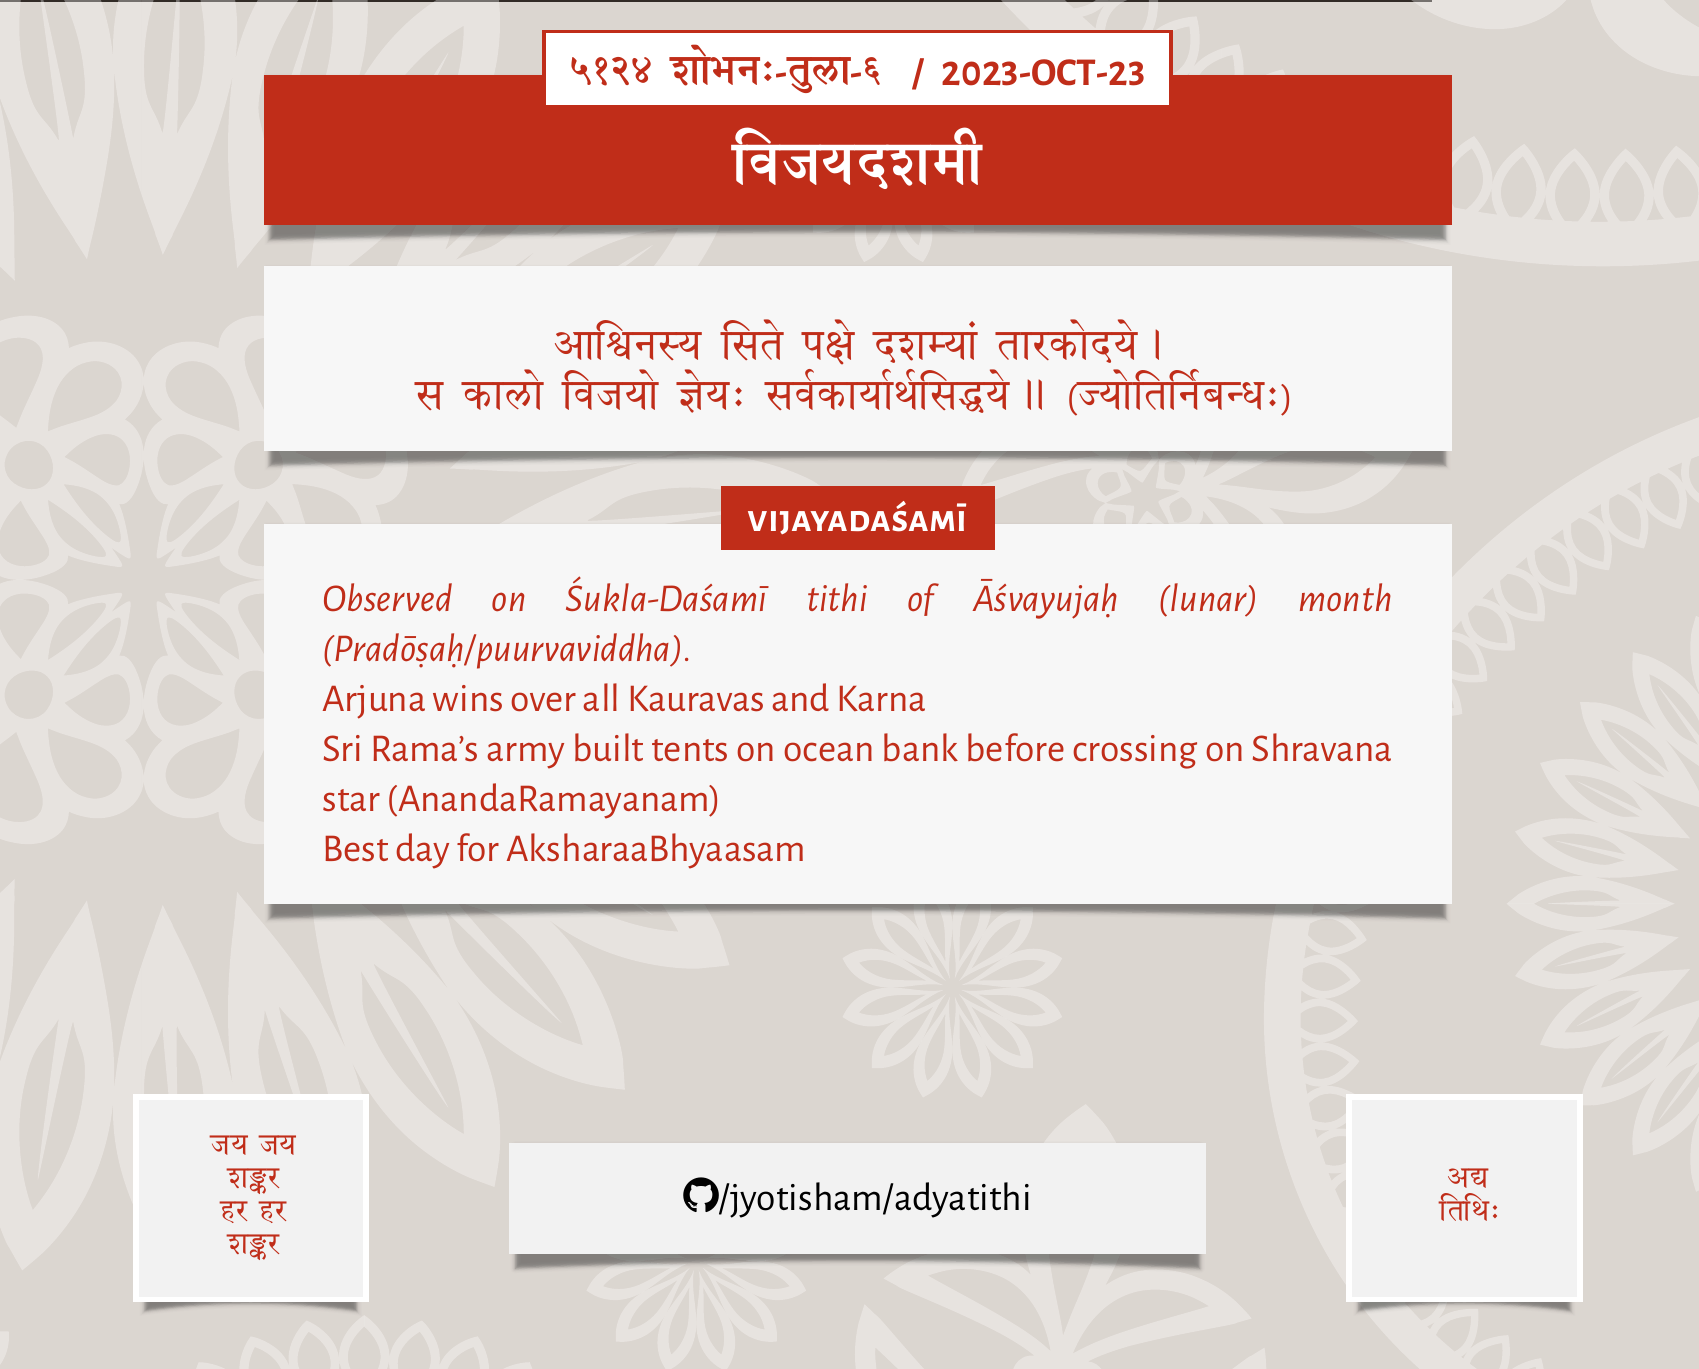 ५१२४ शोभनः-तुला-६ / 2023-OCT-23
विजयदशमी
आश्विनस्य सिते पक्षे दशम्यां तारकोदये ।
स कालो विजयो ज्ञेयः सर्वकार्यार्थसिद्धये ॥ (ज्योतिर्निबन्धः)
VIJAYADAŚAMĪ
Observed on Śukla-Daśamī tithi of Āśvayujaḥ (lunar) month
(Pradōṣaḥ/puurvaviddha).
Arjuna wins over all Kauravas and Karna
Sri Rama’s army built tents on ocean bank before crossing on Shravana
star (AnandaRamayanam)
Best day for AksharaaBhyaasam
जय जय
शङ्कर
हर हर
शङ्कर
/jyotisham/adyatithi
अद्य
तिथिः